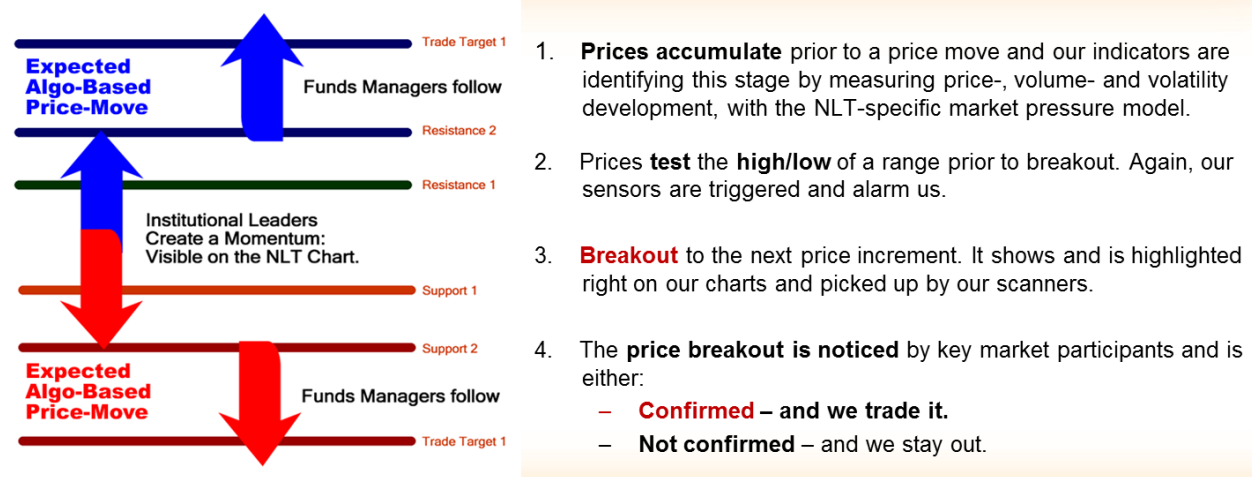 Trade Target 1
Expected
Algo-Based
Price-Move
Funds Managers follow
Resistance 2
Resistance 1
Institutional Leaders
Create a Momentum:
Visible on the NLT Chart.
Support 1
Support 2
Expected
Algo-Based
Price-Move
Funds Managers follow
Trade Target 1
1. Prices accumulate prior to a price move and our indicators are
identifying this stage by measuring price-, volume- and volatility
development, with the NLT-specific market pressure model.
2. Prices test the high/low of a range prior to breakout. Again, our
sensors are triggered and alarm us.
3. Breakout to the next price increment. It shows and is highlighted
right on our charts and picked up by our scanners.
4. The price breakout is noticed by key market participants and is
either:
– Confirmed – and we trade it.
– Not confirmed – and we stay out.